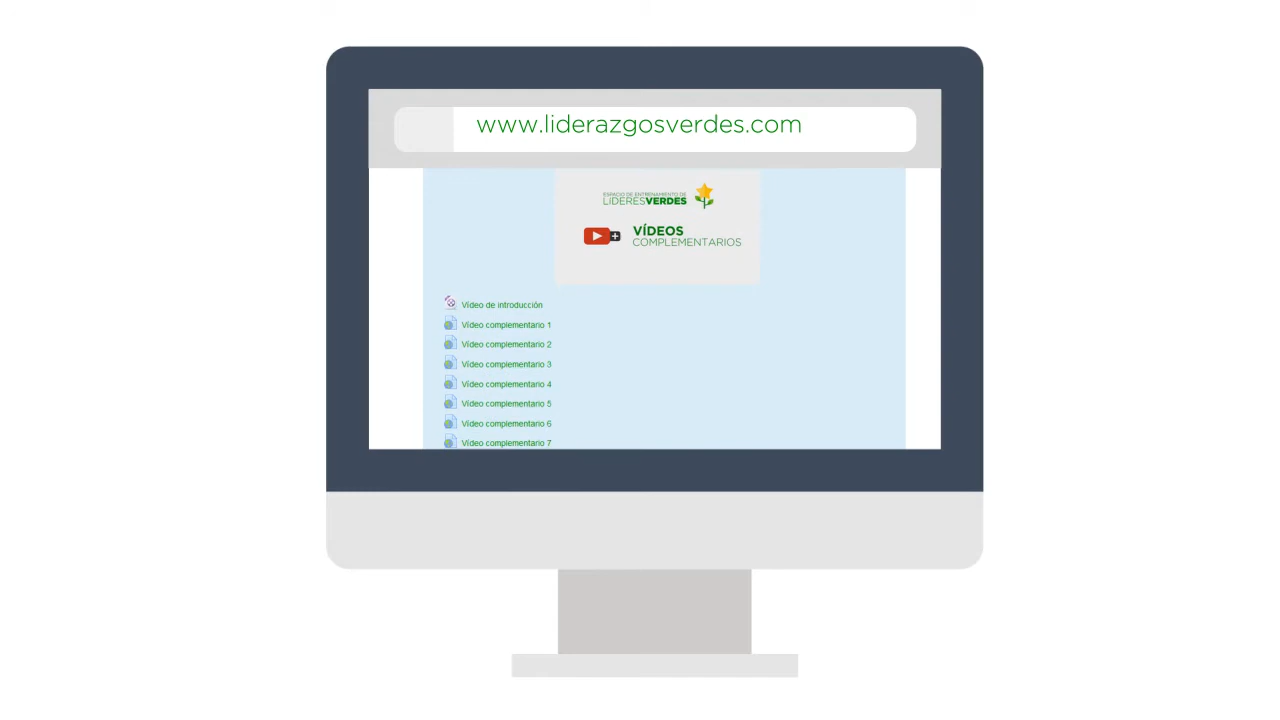 www.liderazgosverdes.com
ESPACIO DE ENTRENAMIENTO DE
LÍDERESVERDES
VÍDEOS
COMPLEMENTARIOS
Vídeo de introducción
Vídeo complementario 1
Vídeo complementario 2
Vídeo complementario 3
Vídeo complementario 4
Vídeo complementario 5
Vídeo complementario 6
Vídeo complementario 7